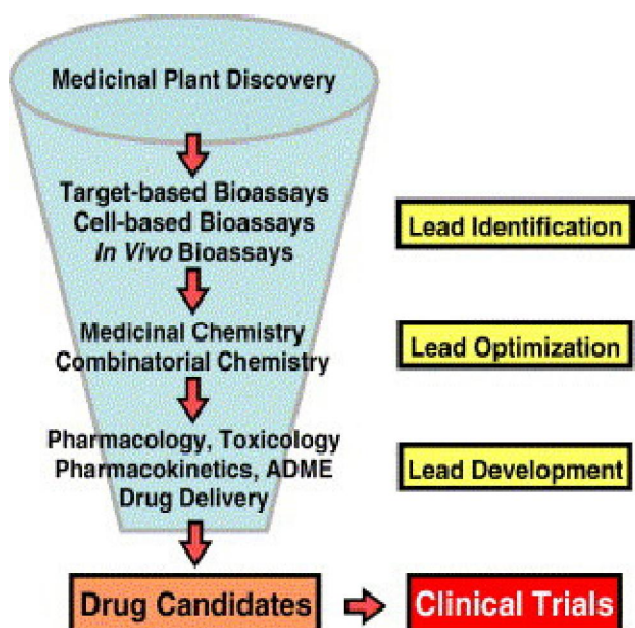 Medicinal Plant Discovery
Target-based Bioassays
Cell-based Bioassays
In Vivo Bioassays
Lead Identification
Medicinal Chemistry
Combinatorial Chemistry
Lead Optimization
Pharmacology, Toxicology
Pharmacokinetics, ADME
Drug Delivery
Lead Development
Drug Candidates
Clinical Trials